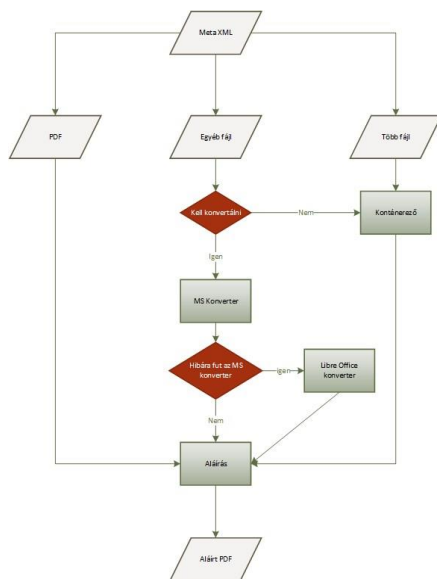 Meta XML
PDF
Egyéb fájl
Több fájl
Kell konvertálni
Nem
Konténerező
Igen
MS Konverter
Hibára fut az MS
konverter
igen
Libre Office
konverter
Nem
Aláírás
Aláírt PDF